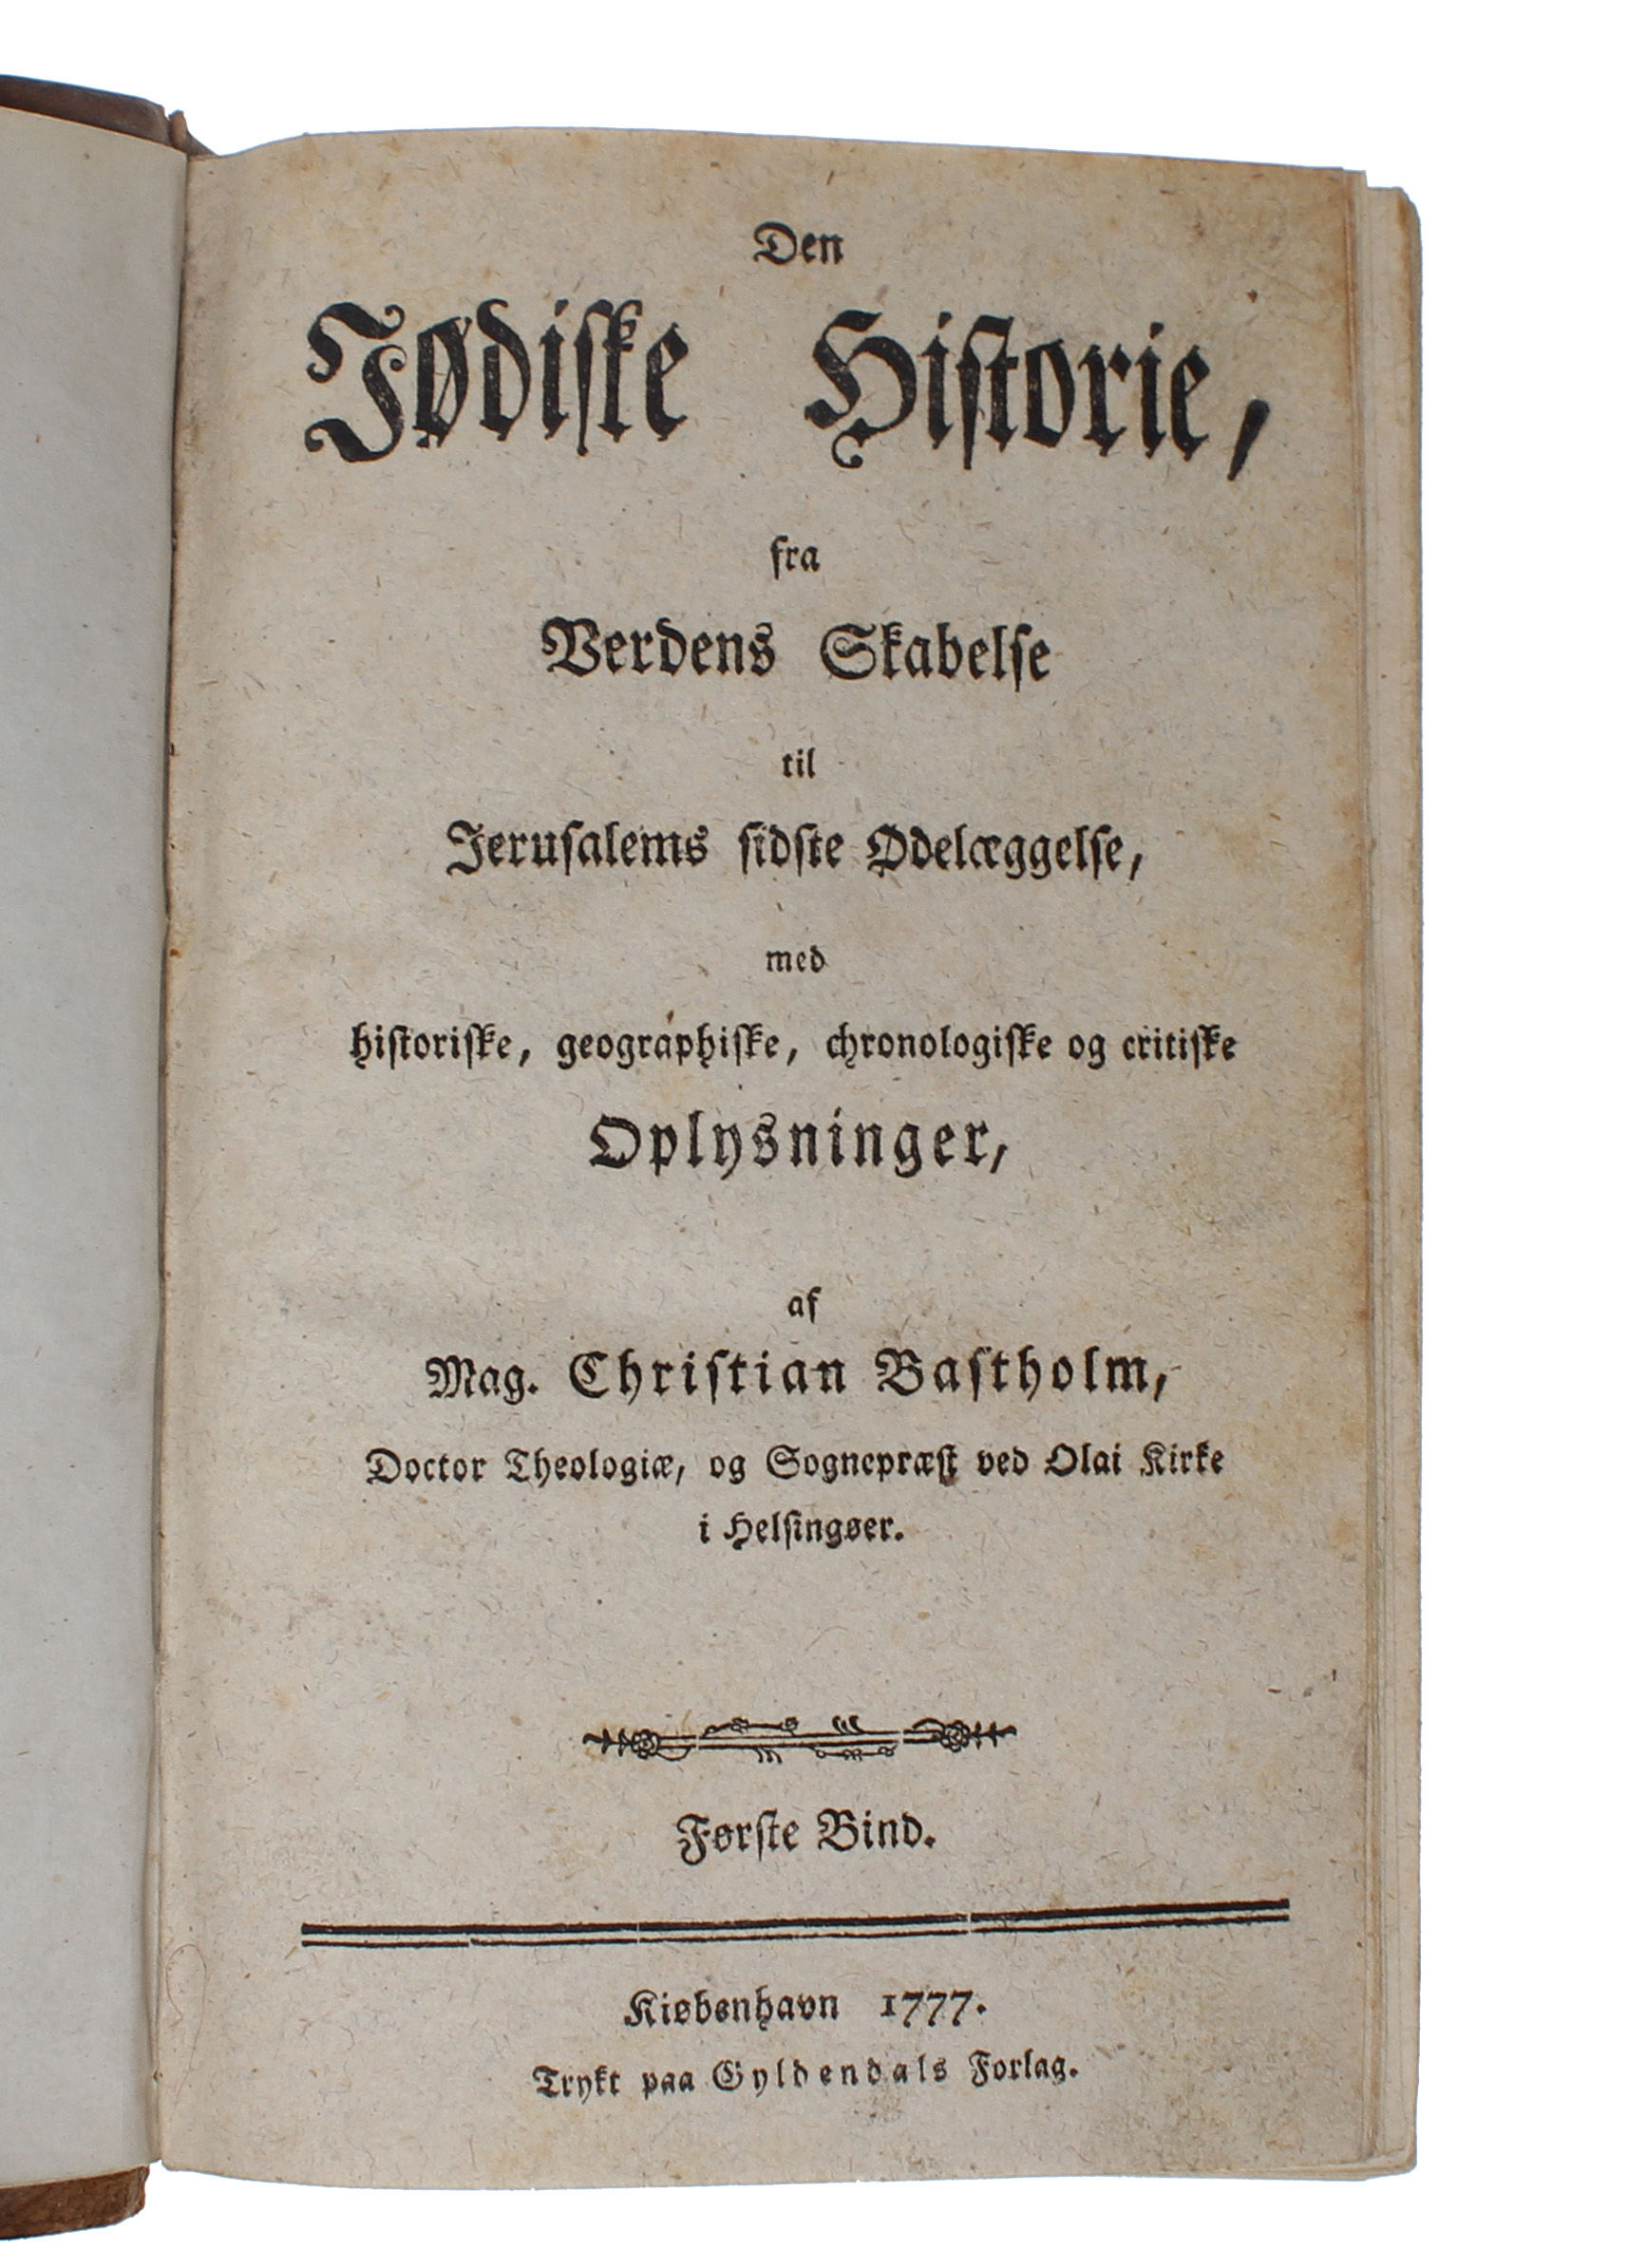 Den
Jødiske Historie,
fra
Verdens Skabelse
til
Jerusalems sidste Ødelæggelse,
med
historiske, geographiske, chronologiske og critiske
Oplysninger,
af
Mag. Christian Bastholm,
Doctor Theologiæ, og Sognepræst ved Olai Kirke
i Helsingøer.
Første Bind.
Kiøbenhavn 1777.
Trykt paa Gyldendals Forlag.